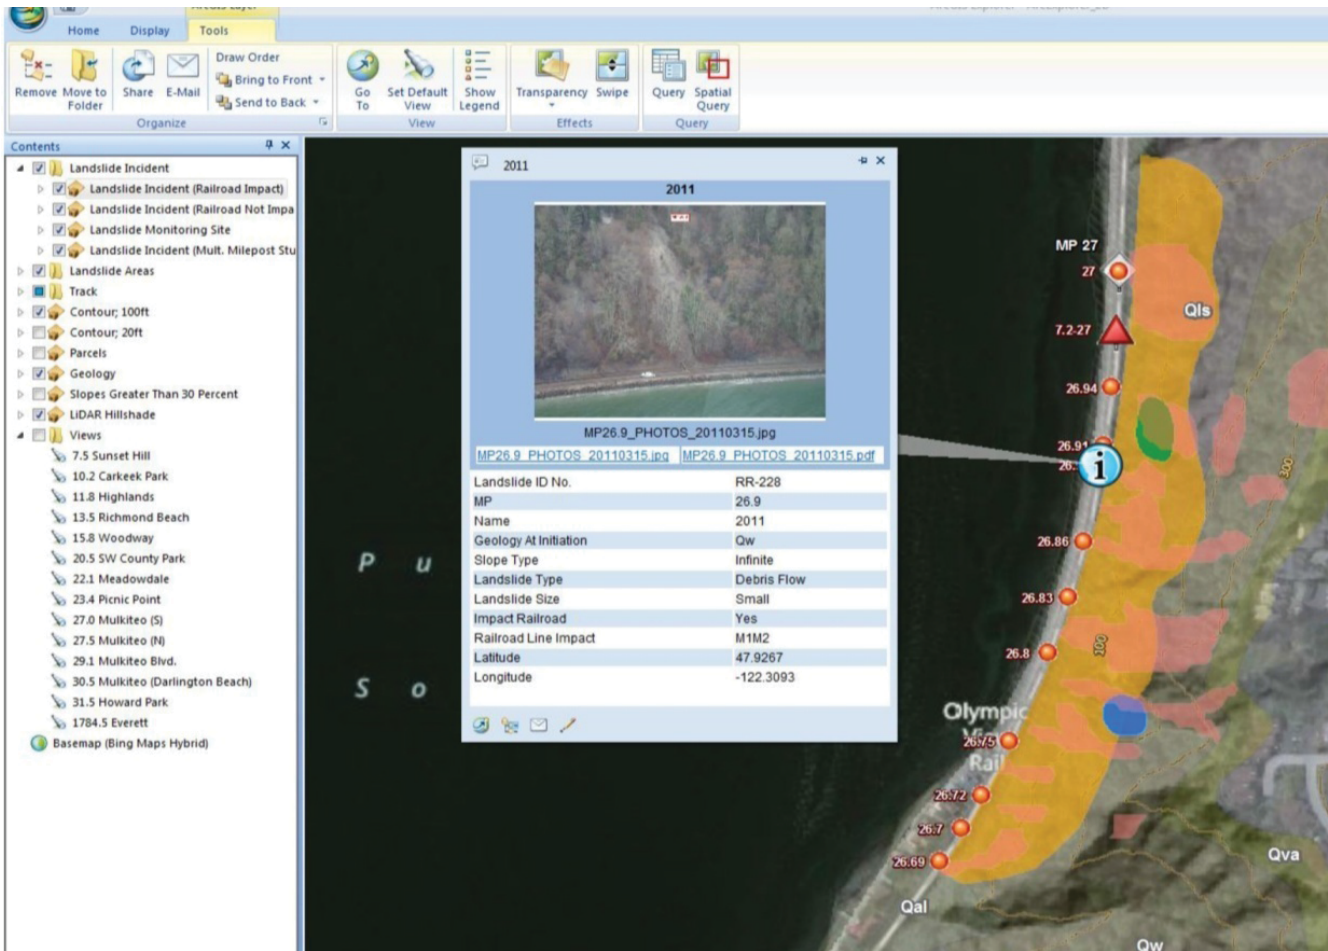 Home Display Tools
Remove
Move to Folder
Share
E-Mail
Draw Order
Bring to Front
Send to Back
Organize
Go To
Set Default View
Show Legend
View
Transparency
Swipe
Effects
Query
Spatial Query
Query
Contents
Landslide Incident
Landslide Incident (Railroad Impact)
Landslide Incident (Railroad Not Impa
Landslide Monitoring Site
Landslide Incident (Mult. Milepost Stu
Landslide Areas
Track
Contour; 100ft
Contour; 20ft
Parcels
Geology
Slopes Greater Than 30 Percent
LiDAR Hillshade
Views
7.5 Sunset Hill
10.2 Carkeek Park
11.8 Highlands
13.5 Richmond Beach
15.8 Woodway
20.5 SW County Park
22.1 Meadowdale
23.4 Picnic Point
27.0 Mulkiteo (S)
27.5 Mulkiteo (N)
29.1 Mulkiteo Blvd.
30.5 Mulkiteo (Darlington Beach)
31.5 Howard Park
1784.5 Everett
Basemap (Bing Maps Hybrid)
2011
2011
MP26.9_PHOTOS_20110315.jpg
MP26.9_PHOTOS_20110315.jpg MP26.9_PHOTOS_20110315.pdf
Landslide ID No. RR-228
MP 26.9
Name 2011
Geology At Initiation Qw
Slope Type Infinite
Landslide Type Debris Flow
Landslide Size Small
Impact Railroad Yes
Railroad Line Impact M1M2
Latitude 47.9267
Longitude -122.3093
P u
S o
MP 27
27
Qls
7.2-27
26.94
26.91
i
300
26.86
26.83
26.8
100
Olympic
26.75
Rail
26.72
26.7
26.69
Qva
Qal
Qw